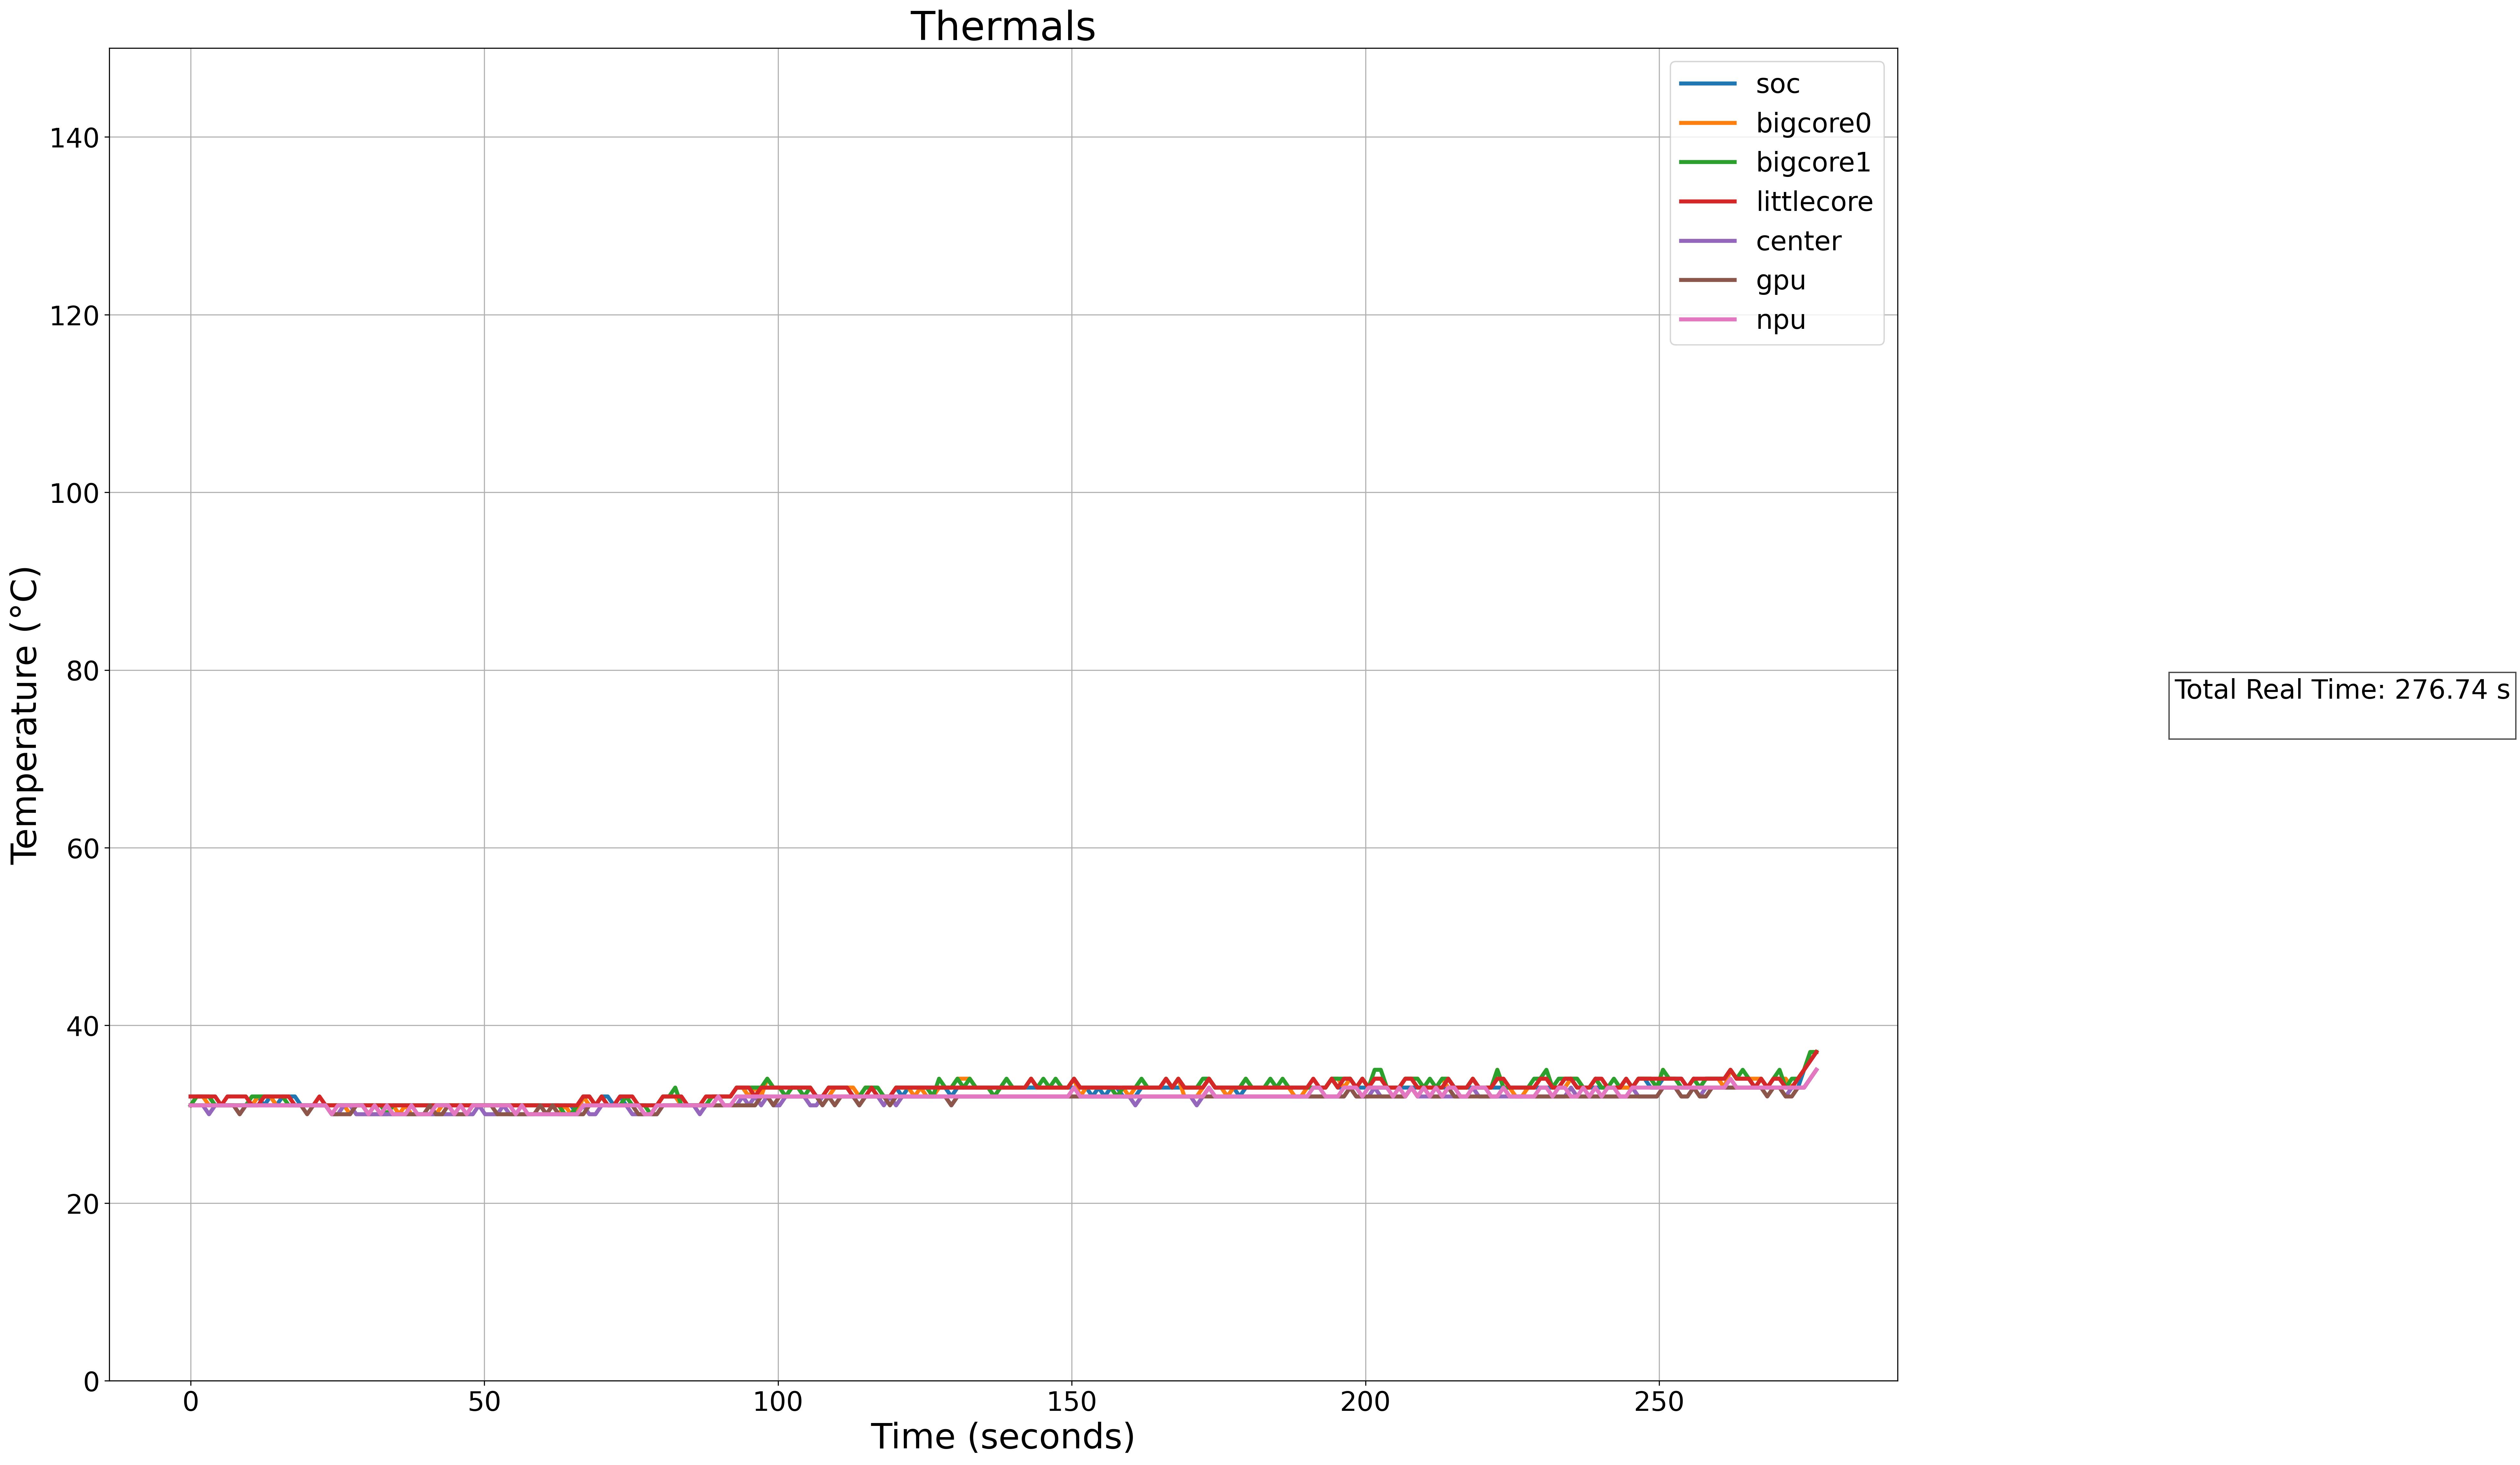 Thermals
soc
bigcore0
bigcore1
littlecore
center
gpu
npu
Temperature (°C)
140
120
100
80
60
40
20
0
0 50 100 150 200 250
Time (seconds)
Total Real Time: 276.74 s